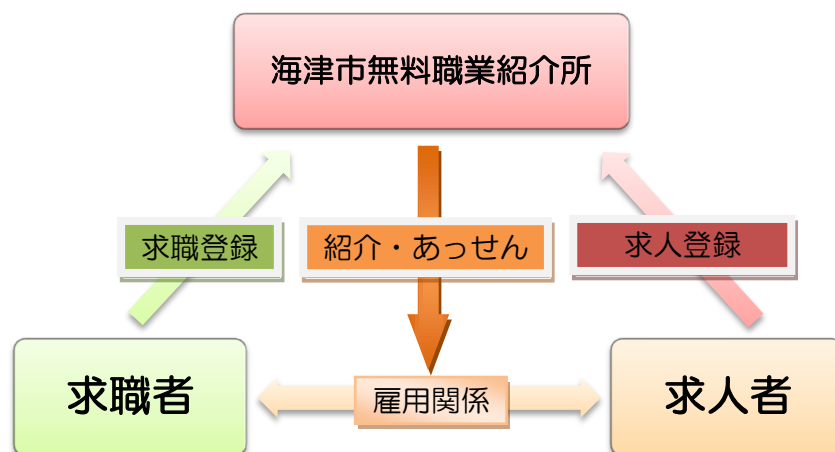 海津市無料職業紹介所
求職登録
紹介・あっせん
求人登録
求職者
雇用関係
求人者